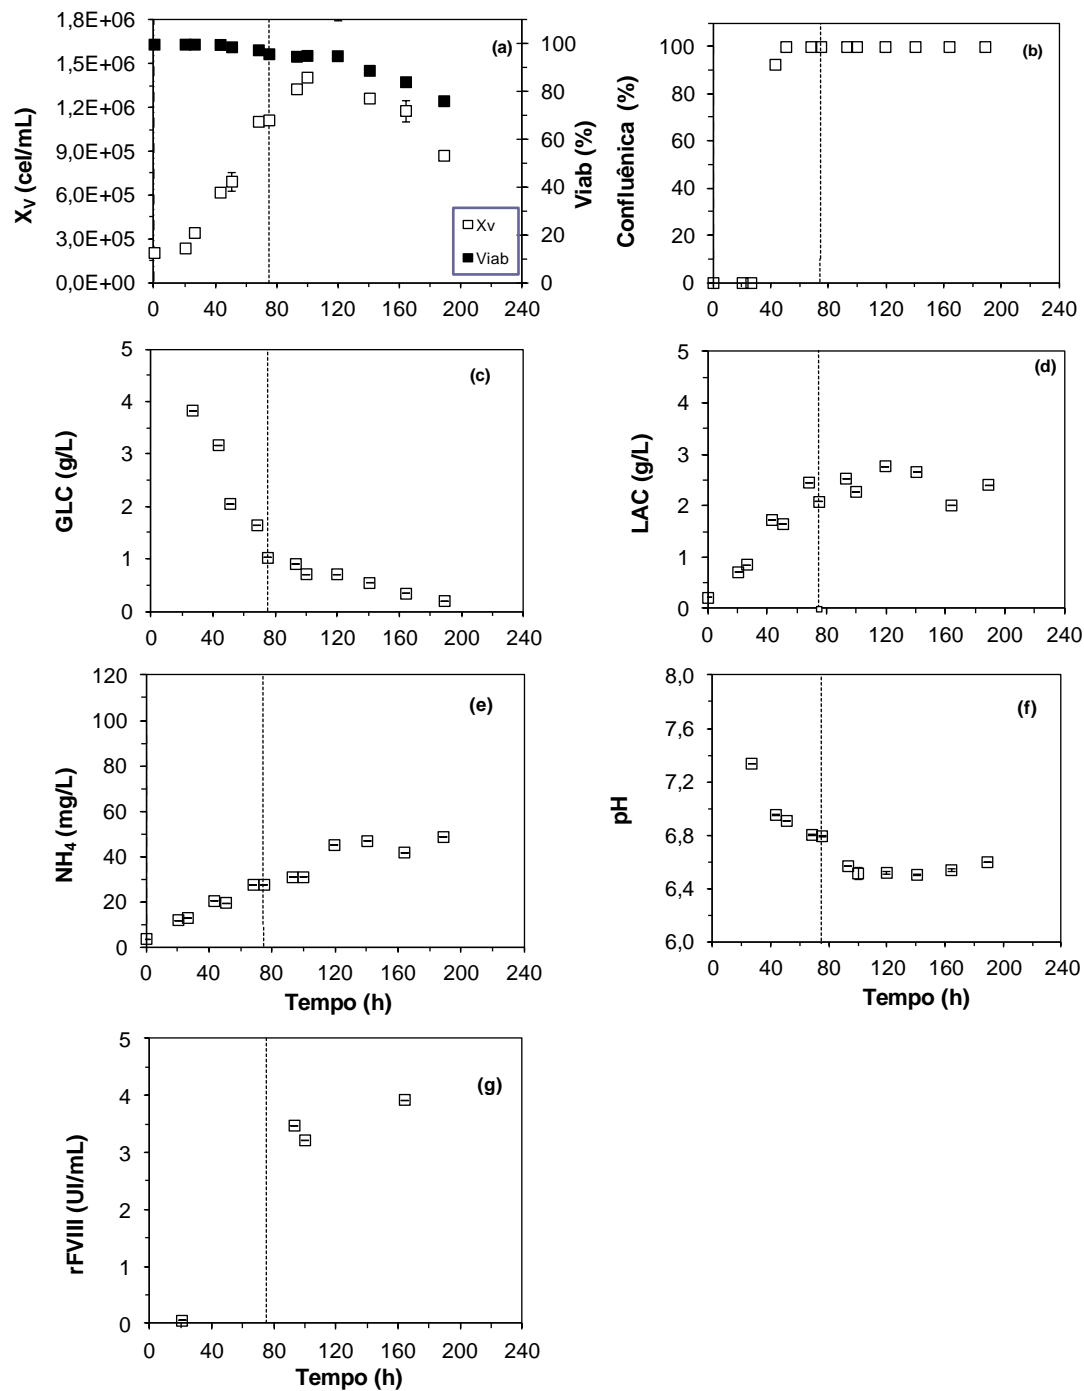 1,8E+06
1,5E+06
1,2E+06
9,0E+05
6,0E+05
3,0E+05
0,0E+00
XV (cel/mL)
100
80
60
40
20
0
Viab (%)
(a)
Xv
Viab
0 40 80 120 160 200 240
100
80
60
40
20
0
Confluênica (%)
(b)
0 40 80 120 160 200 240
5
4
3
2
1
0
GLC (g/L)
(c)
0 40 80 120 160 200 240
5
4
3
2
1
0
LAC (g/L)
(d)
0 40 80 120 160 200 240
120
100
80
60
40
20
0
NH4 (mg/L)
(e)
0 40 80 120 160 200 240
Tempo (h)
8,0
7,6
7,2
6,8
6,4
6,0
pH
(f)
0 40 80 120 160 200 240
Tempo (h)
5
4
3
2
1
0
rFVIII (UI/mL)
(g)
0 40 80 120 160 200 240
Tempo (h)